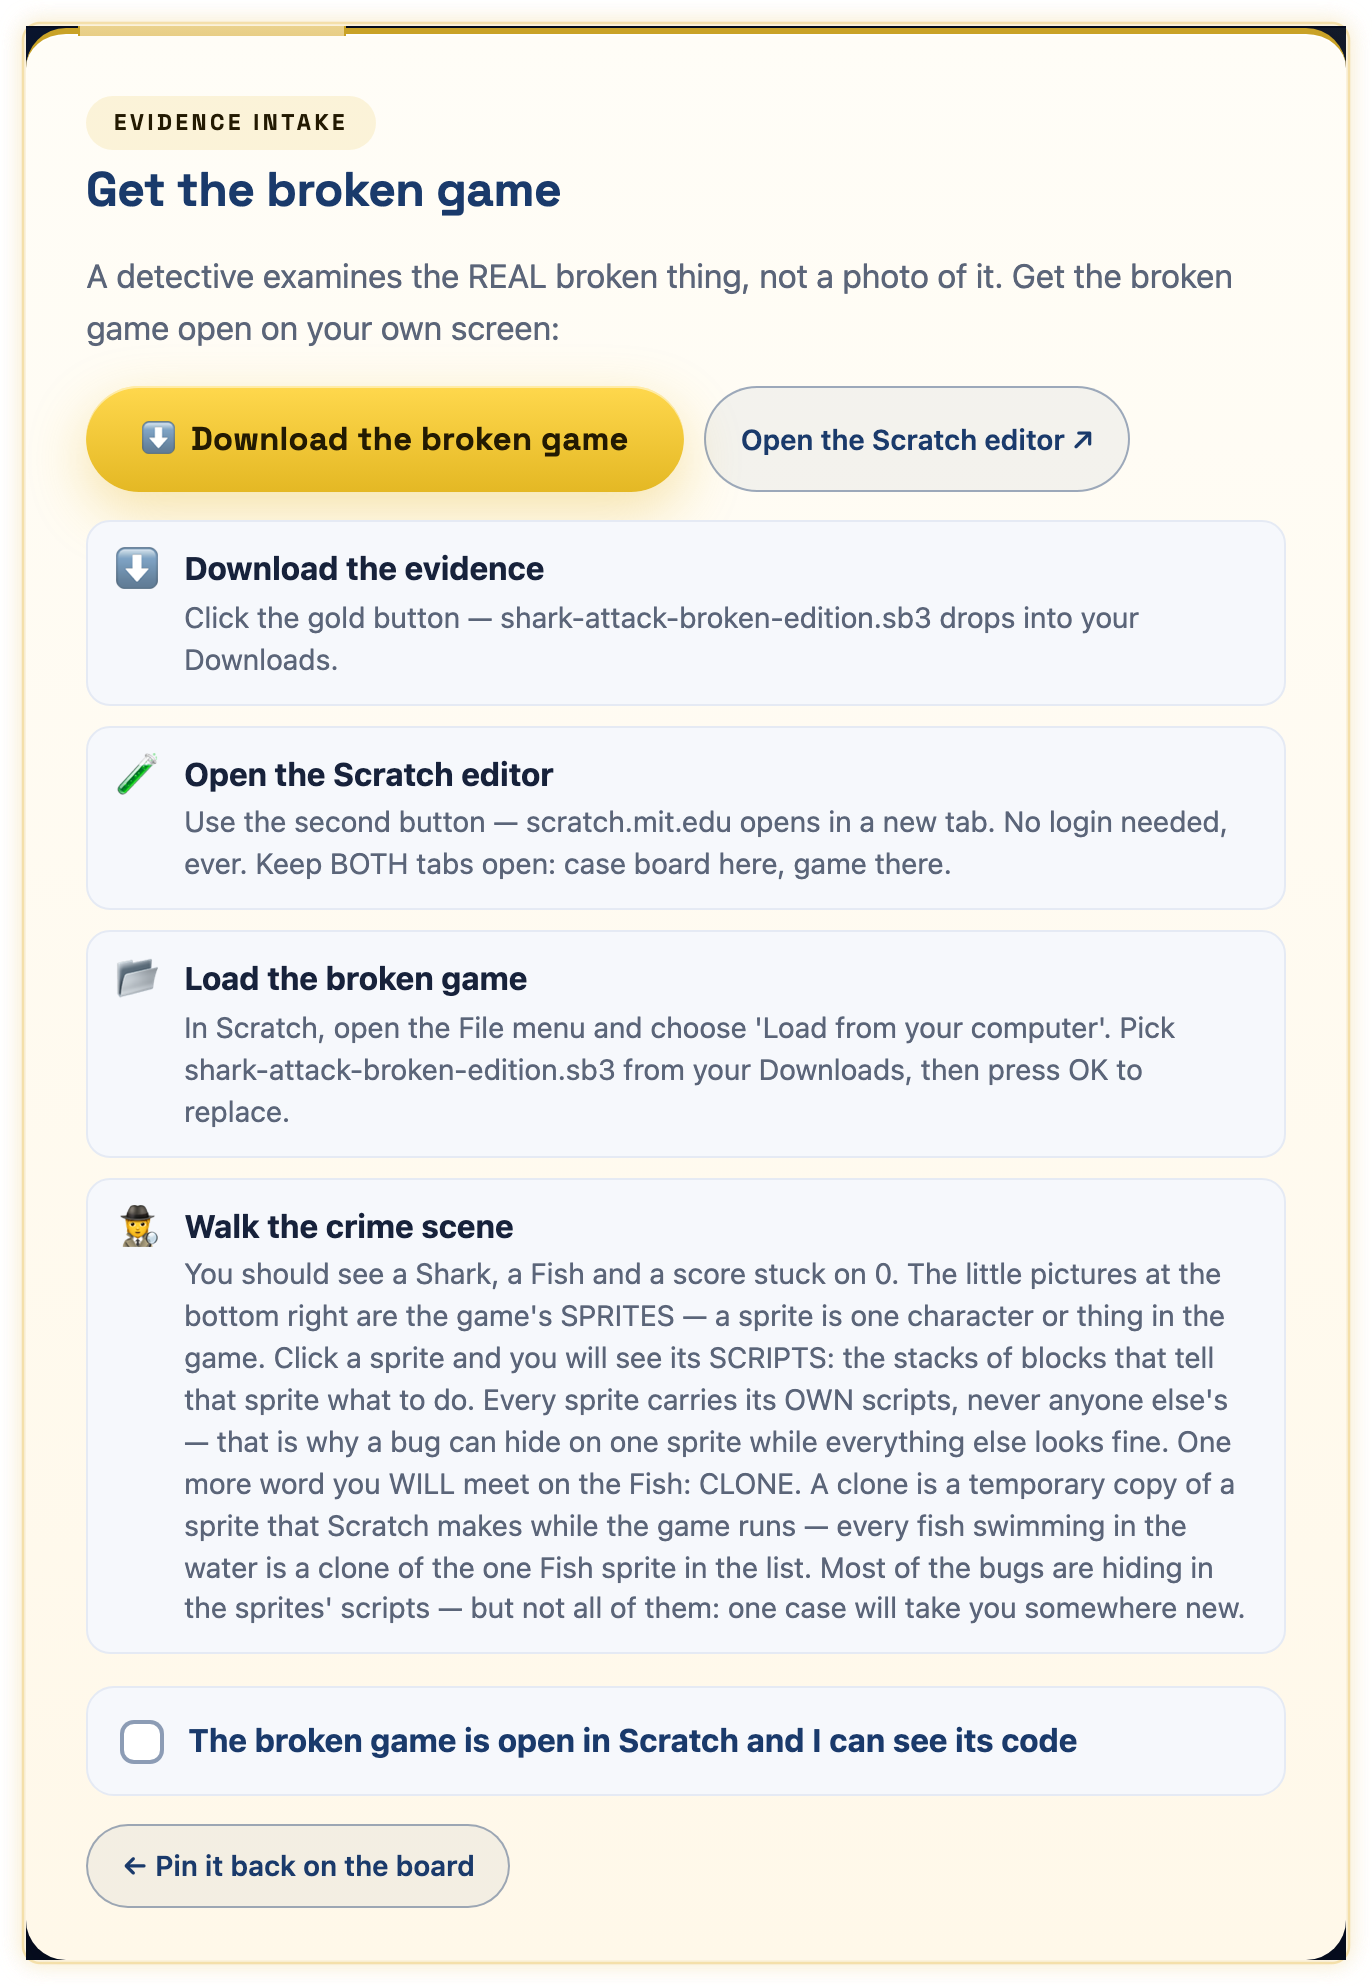 EVIDENCE INTAKE
Get the broken game
A detective examines the REAL broken thing, not a photo of it. Get the broken
game open on your own screen:
⬇️ Download the broken game
Open the Scratch editor ↗
Download the evidence
Click the gold button — shark-attack-broken-edition.sb3 drops into your
Downloads.
Open the Scratch editor
Use the second button — scratch.mit.edu opens in a new tab. No login needed,
ever. Keep BOTH tabs open: case board here, game there.
Load the broken game
In Scratch, open the File menu and choose 'Load from your computer'. Pick
shark-attack-broken-edition.sb3 from your Downloads, then press OK to
replace.
Walk the crime scene
You should see a Shark, a Fish and a score stuck on 0. The little pictures at the
bottom right are the game's SPRITES — a sprite is one character or thing in the
game. Click a sprite and you will see its SCRIPTS: the stacks of blocks that tell
that sprite what to do. Every sprite carries its OWN scripts, never anyone else's
— that is why a bug can hide on one sprite while everything else looks fine. One
more word you WILL meet on the Fish: CLONE. A clone is a temporary copy of a
sprite that Scratch makes while the game runs — every fish swimming in the
water is a clone of the one Fish sprite in the list. Most of the bugs are hiding in
the sprites' scripts — but not all of them: one case will take you somewhere new.
The broken game is open in Scratch and I can see its code
← Pin it back on the board